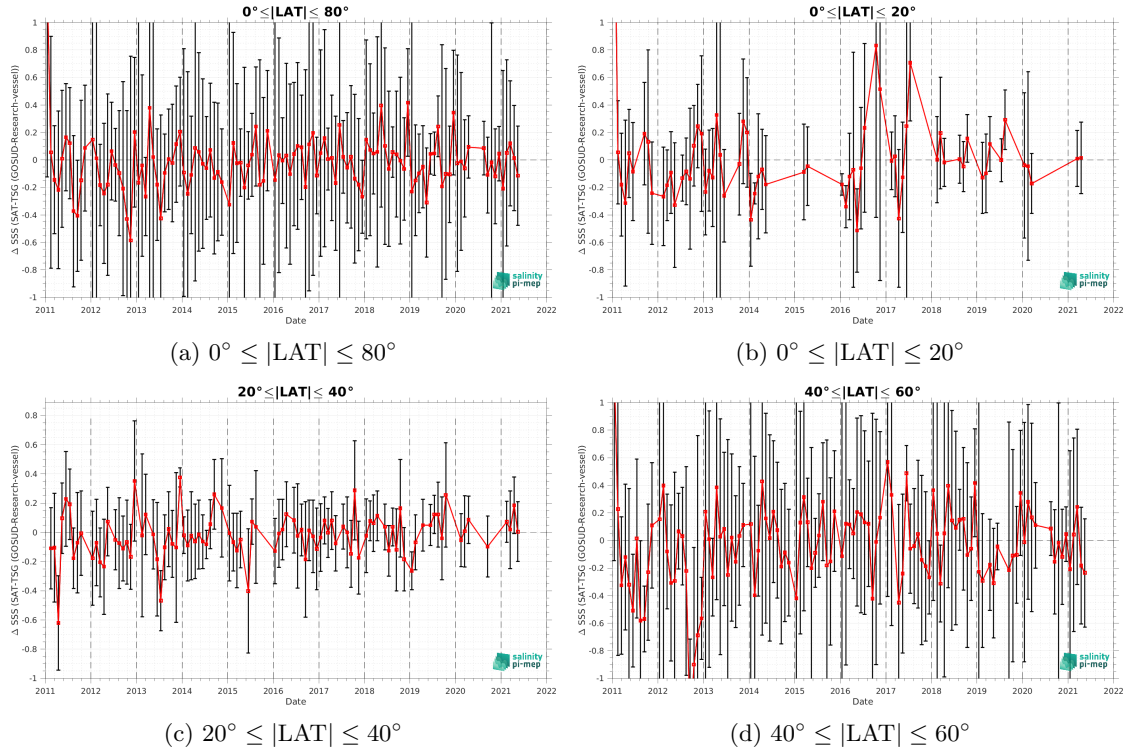 0°≤|LAT|≤ 80°
1
0.8
0.6
0.4
0.2
0
-0.2
-0.4
-0.6
-0.8
-1
Δ SSS (SAT-TSG (GOSUD-Research-vessel))
2011 2012 2013 2014 2015 2016 2017 2018 2019 2020 2021 2022
Date
salinity
pi-mep
(a) 0° ≤ |LAT| ≤ 80°
0°≤|LAT|≤ 20°
1
0.8
0.6
0.4
0.2
0
-0.2
-0.4
-0.6
-0.8
-1
Δ SSS (SAT-TSG (GOSUD-Research-vessel))
2011 2012 2013 2014 2015 2016 2017 2018 2019 2020 2021 2022
Date
salinity
pi-mep
(b) 0° ≤ |LAT| ≤ 20°
20°≤|LAT|≤ 40°
0.8
0.6
0.4
0.2
0
-0.2
-0.4
-0.6
-0.8
-1
Δ SSS (SAT-TSG (GOSUD-Research-vessel))
2011 2012 2013 2014 2015 2016 2017 2018 2019 2020 2021 2022
Date
salinity
pi-mep
(c) 20° ≤ |LAT| ≤ 40°
40°≤|LAT|≤ 60°
1
0.8
0.6
0.4
0.2
0
-0.2
-0.4
-0.6
-0.8
-1
Δ SSS (SAT-TSG (GOSUD-Research-vessel))
2011 2012 2013 2014 2015 2016 2017 2018 2019 2020 2021 2022
Date
salinity
pi-mep
(d) 40° ≤ |LAT| ≤ 60°